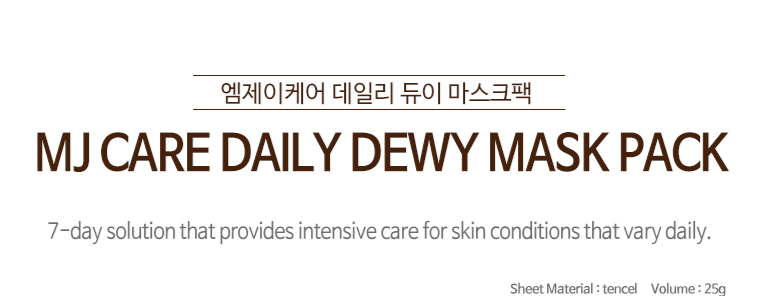 엠제이케어 데일리 듀이 마스크팩
MJ CARE DAILY DEWY MASK PACK
7-day solution that provides intensive care for skin conditions that vary daily.
Sheet Material : tencel Volume : 25g